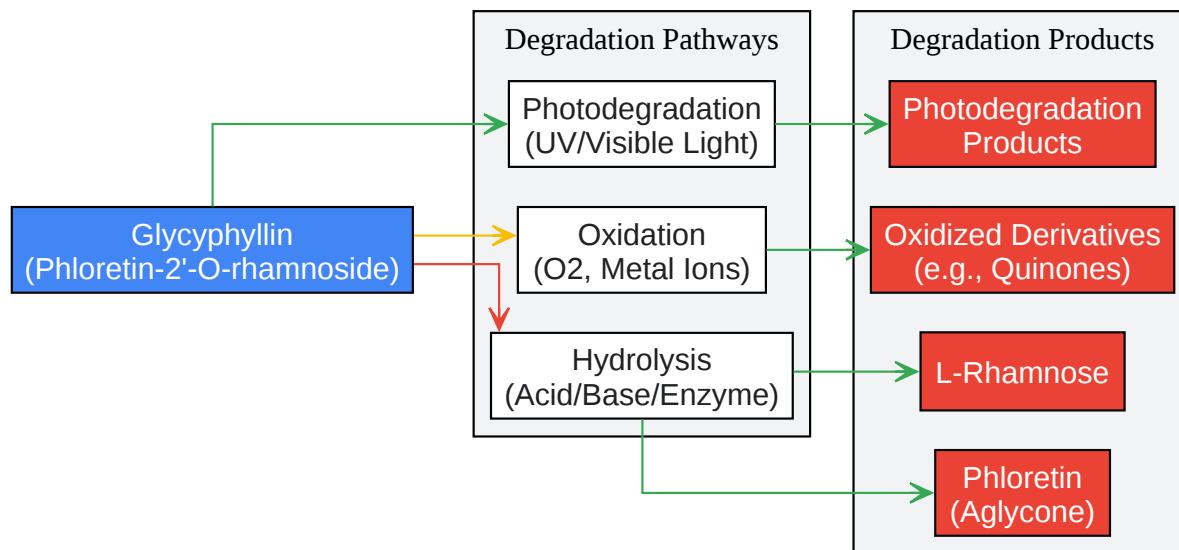 Degradation Pathways
Degradation Products
Photodegradation
(UV/Visible Light)
Photodegradation
Products
Glycyphyllin
(Phloretin-2'-O-rhamnoside)
Oxidation
(O2, Metal Ions)
Oxidized Derivatives
(e.g., Quinones)
Hydrolysis
(Acid/Base/Enzyme)
L-Rhamnose
Phloretin
(Aglycone)